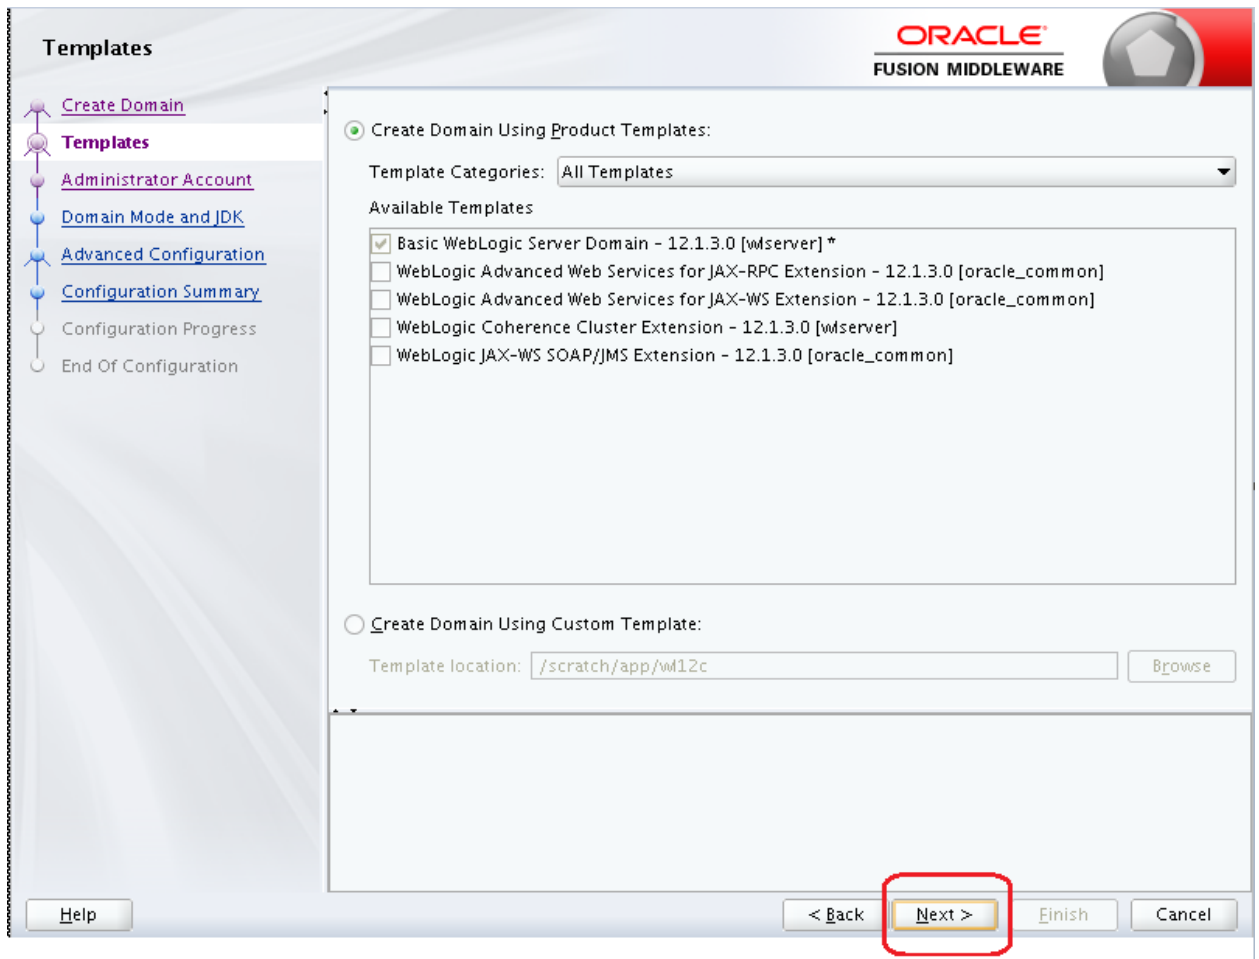 Templates
ORACLE
FUSION MIDDLEWARE
Create Domain
Templates
Administrator Account
Domain Mode and JDK
Advanced Configuration
Configuration Summary
Configuration Progress
End Of Configuration
Create Domain Using Product Templates:
Template Categories: All Templates
Available Templates
Basic WebLogic Server Domain - 12.1.3.0 [wlserver] *
WebLogic Advanced Web Services for JAX-RPC Extension - 12.1.3.0 [oracle_common]
WebLogic Advanced Web Services for JAX-WS Extension - 12.1.3.0 [oracle_common]
WebLogic Coherence Cluster Extension - 12.1.3.0 [wlserver]
WebLogic JAX-WS SOAP/JMS Extension - 12.1.3.0 [oracle_common]
Create Domain Using Custom Template:
Template location: /scratch/app/wl12c Browse
Help < Back Next > Finish Cancel